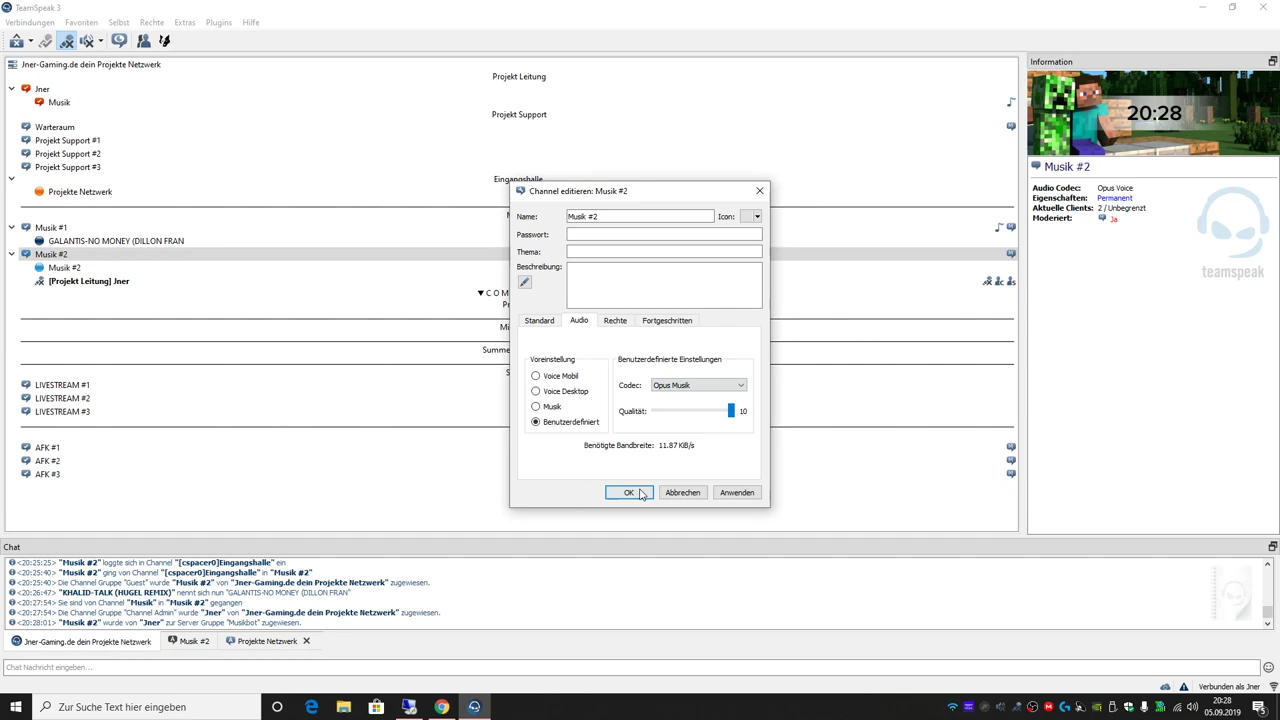 TeamSpeak 3
Verbindungen Favoriten Selbst Rechte Extras Plugins Hilfe
Jner-Gaming.de dein Projekte Netzwerk
Projekt Leitung
Jner
Musik
Projekt Support
Warteraum
Projekt Support #1
Projekt Support #2
Projekt Support #3
Eingangshalle
Projekte Netzwerk
Musik #1
GALANTIS-NO MONEY (DILLON FRAN
Musik #2
Musik #2
[Projekt Leitung] Jner
▼ C O M
LIVESTREAM #1
LIVESTREAM #2
LIVESTREAM #3
AFK #1
AFK #2
AFK #3
Channel editieren: Musik #2
Name: Musik #2 Icon:
Passwort:
Thema:
Beschreibung:
Standard Audio Rechte Fortgeschritten
Voreinstellung
Voice Mobil
Voice Desktop
Musik
Benutzerdefiniert
Benutzerdefinierte Einstellungen
Codec: Opus Musik
Qualität: 10
Benötigte Bandbreite: 11.87 KiB/s
OK Abbrechen Anwenden
Information
20:28
Musik #2
Audio Codec: Opus Voice
Eigenschaften: Permanent
Aktuelle Clients: 2 / Unbegrenzt
Moderiert: Ja
teamspeak
Chat
<20:25:25> "Musik #2" loggte sich in Channel "[cspacer0]Eingangshalle" ein
<20:25:40> "Musik #2" ging von Channel "[cspacer0]Eingangshalle" in "Musik #2"
<20:25:40> Die Channel Gruppe "Guest" wurde "Musik #2" von "Jner-Gaming.de dein Projekte Netzwerk" zugewiesen.
<20:26:47> "KHALID-TALK (HUGEL REMIX)" nennt sich nun "GALANTIS-NO MONEY (DILLON FRAN"
<20:27:54> Sie sind von Channel "Musik" in "Musik #2" gegangen
<20:27:54> Die Channel Gruppe "Channel Admin" wurde "Jner" von "Jner-Gaming.de dein Projekte Netzwerk" zugewiesen.
<20:28:01> "Musik #2" wurde von "Jner" zur Server Gruppe "Musikbot" zugewiesen.
Jner-Gaming.de dein Projekte Netzwerk Musik #2 Projekte Netzwerk
Chat Nachricht eingeben...
Verbunden als Jner
Zur Suche Text hier eingeben
20:28
05.09.2019